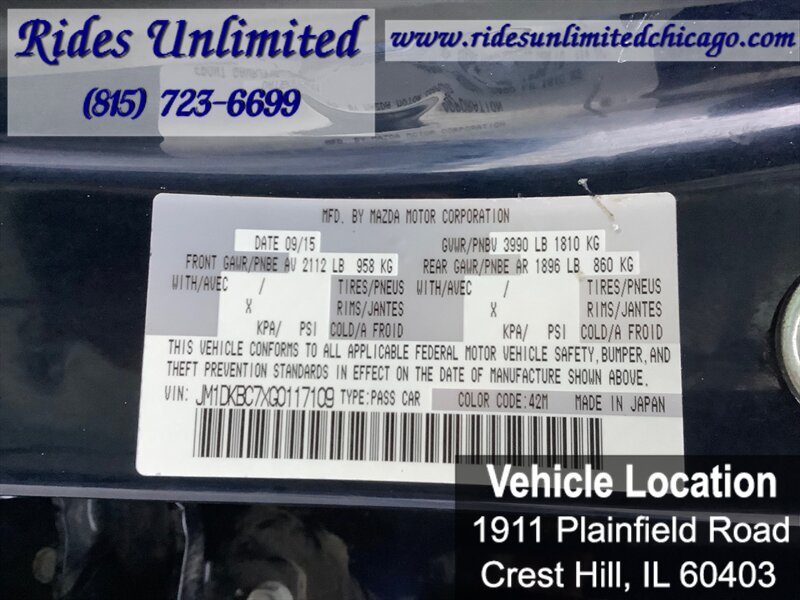 Rides Unlimited
(815) 723-6699
www.ridesunlimitedchicago.com
MFD. BY MAZDA MOTOR CORPORATION
DATE 09/15 GVWR/PNBV 3990 LB 1810 KG
FRONT GAWR/PNBE AV 2112 LB 958 KG REAR GAWR/PNBE AR 1896 LB 860 KG
WITH/AVEC / TIRES/PNEUS WITH/AVEC / TIRES/PNEUS
X RIMS/JANTES X RIMS/JANTES
KPA/ PSI COLD/A FROID KPA/ PSI COLD/A FROID
THIS VEHICLE CONFORMS TO ALL APPLICABLE FEDERAL MOTOR VEHICLE SAFETY, BUMPER, AND
THEFT PREVENTION STANDARDS IN EFFECT ON THE DATE OF MANUFACTURE SHOWN ABOVE.
VIN: JM1DKBC7XG0117109 TYPE:PASS CAR COLOR CODE:42M MADE IN JAPAN
Vehicle Location
1911 Plainfield Road
Crest Hill, IL 60403